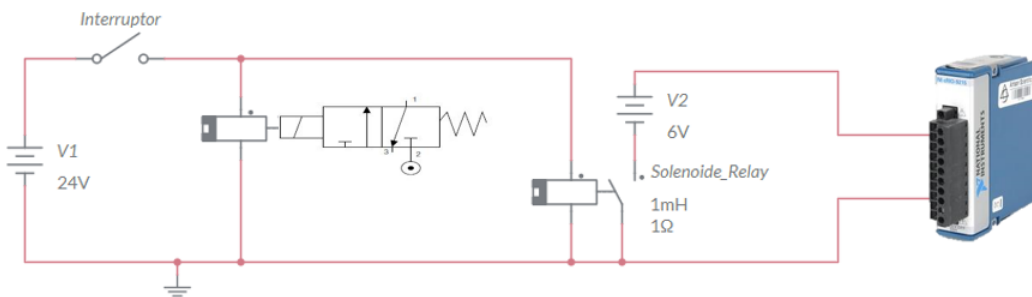 Interruptor
V1
24V
1
3
2
V2
6V
Solenoide_Relay
1mH
1Ω
NATIONAL
INSTRUMENTS